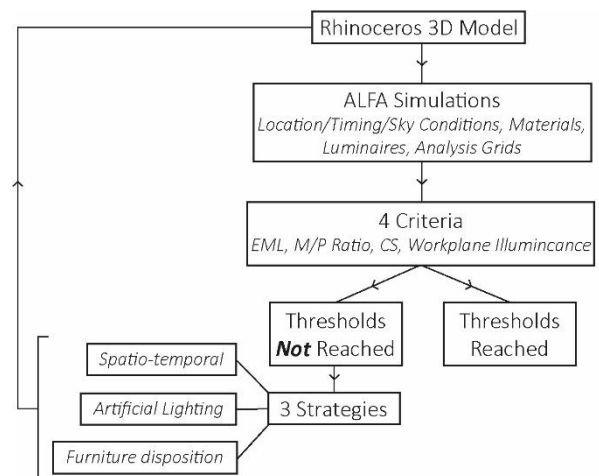 Rhinoceros 3D Model
ALFA Simulations
Location/Timing/Sky Conditions, Materials,
Luminaires, Analysis Grids
4 Criteria
EML, M/P Ratio, CS, Workplane Illumincance
Thresholds
Not Reached
Thresholds
Reached
Spatio-temporal
Artificial Lighting
Furniture disposition
3 Strategies